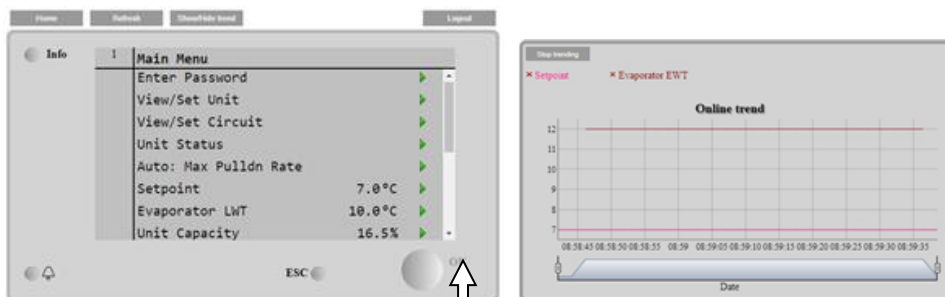 Home Refresh Show/Hide trend Logout
Info
1 Main Menu
Enter Password
View/Set Unit
View/Set Circuit
Unit Status
Auto: Max Pulldn Rate
Setpoint 7.0°C
Evaporator LWT 10.0°C
Unit Capacity 16.5%
ESC
Stop trending
× Setpoint × Evaporator EWT
Online trend
12
11
10
9
8
7
08:58:45 08:58:50 08:58:55 08:59 08:59:05 08:59:10 08:59:15 08:59:20 08:59:25 08:59:30 08:59:35
Date